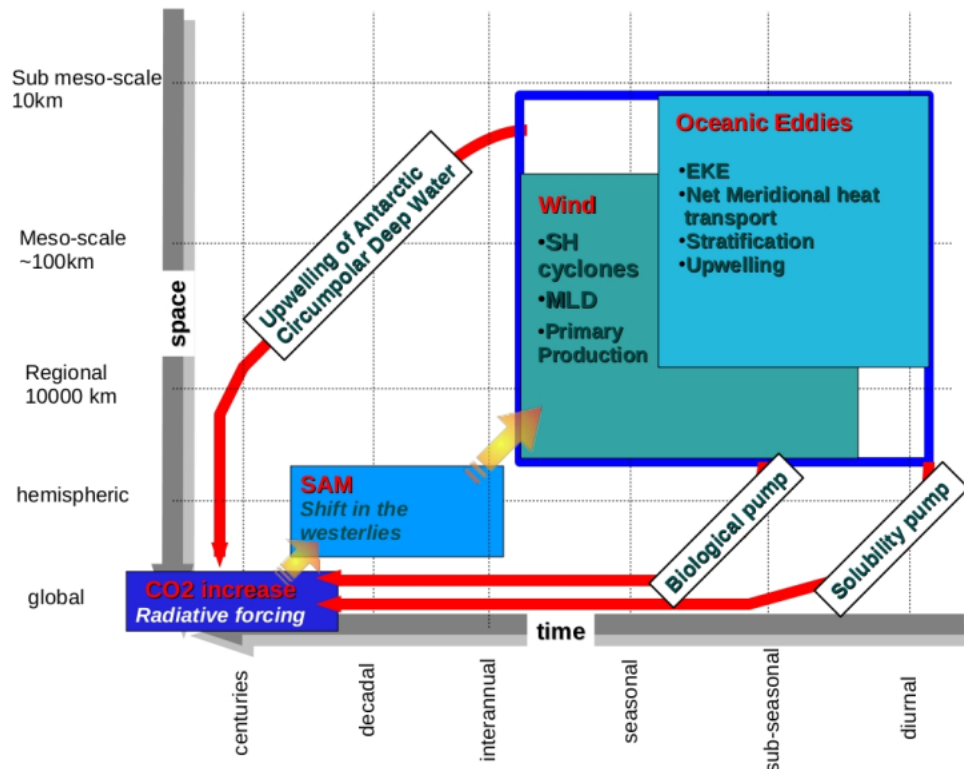 Sub meso-scale
10km
Meso-scale
~100km
Regional
10000 km
hemispheric
global
space
Upwelling of Antarctic
Circumpolar Deep Water
Oceanic Eddies
•EKE
•Net Meridional heat
transport
•Stratification
•Upwelling
Wind
•SH
cyclones
•MLD
•Primary
Production
SAM
Shift in the
westerlies
CO2 increase
Radiative forcing
Biological pump
Solubility pump
time
centuries
decadal
interannual
seasonal
sub-seasonal
diurnal